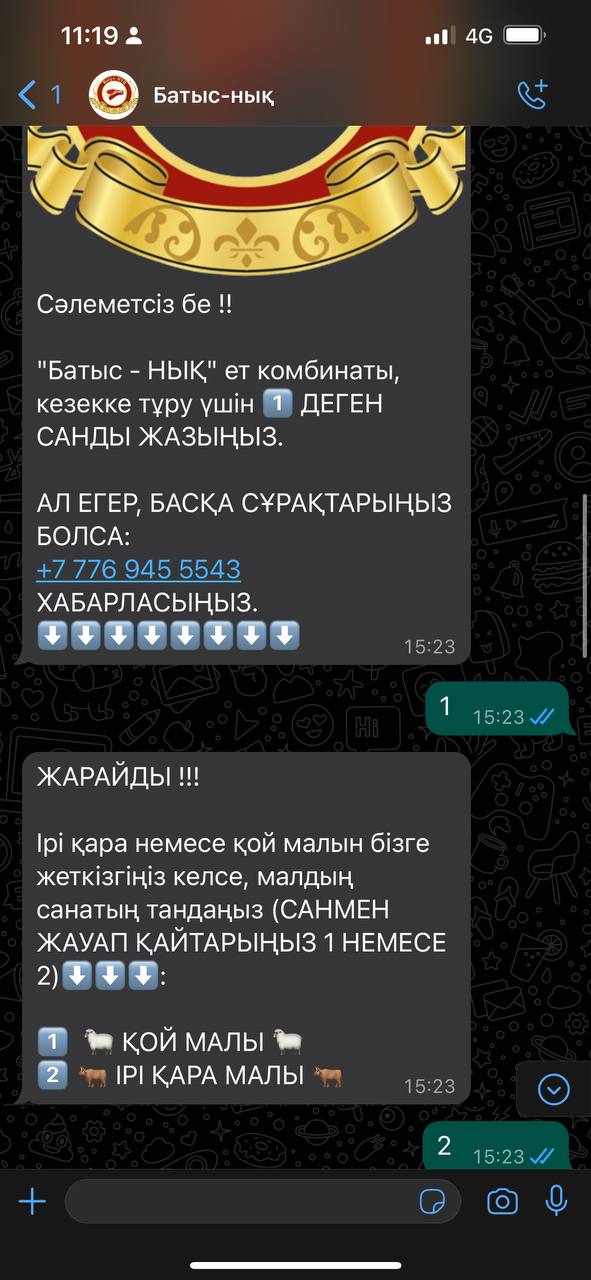 11:19
4G
1
Батыс-нық
Сәлеметсіз бе !!
"Батыс - НЫҚ" ет комбинаты,
кезекке тұру үшін 1️⃣ ДЕГЕН
САНДЫ ЖАЗЫҢЫЗ.
АЛ ЕГЕР, БАСҚА СҰРАҚТАРЫҢЫЗ
БОЛСА:
+7 776 945 5543
ХАБАРЛАСЫҢЫЗ.
⬇️⬇️⬇️⬇️⬇️⬇️⬇️⬇️
15:23
1
15:23
ЖАРАЙДЫ !!!
Ірі қара немесе қой малын бізге
жеткізгіңіз келсе, малдың
санатың тандаңыз (САНМЕН
ЖАУАП ҚАЙТАРЫҢЫЗ 1 НЕМЕСЕ
2)⬇️⬇️⬇️:
1️⃣ 🐑 ҚОЙ МАЛЫ 🐑
2️⃣ 🐂 ІРІ ҚАРА МАЛЫ 🐂
15:23
2
15:23